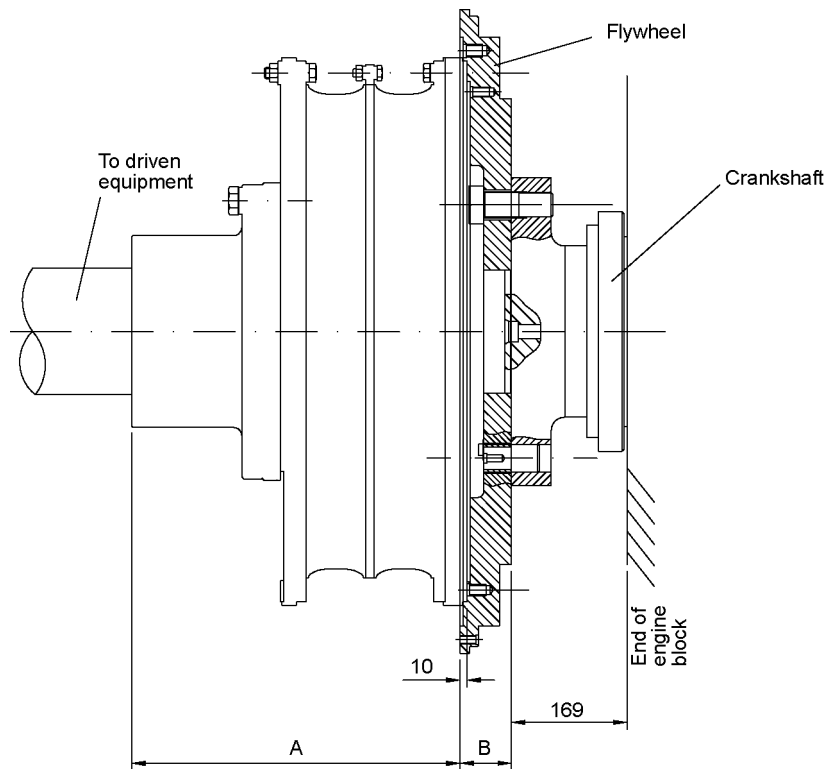 Flywheel
To driven
equipment
Crankshaft
End of
engine
block
10
169
A
B